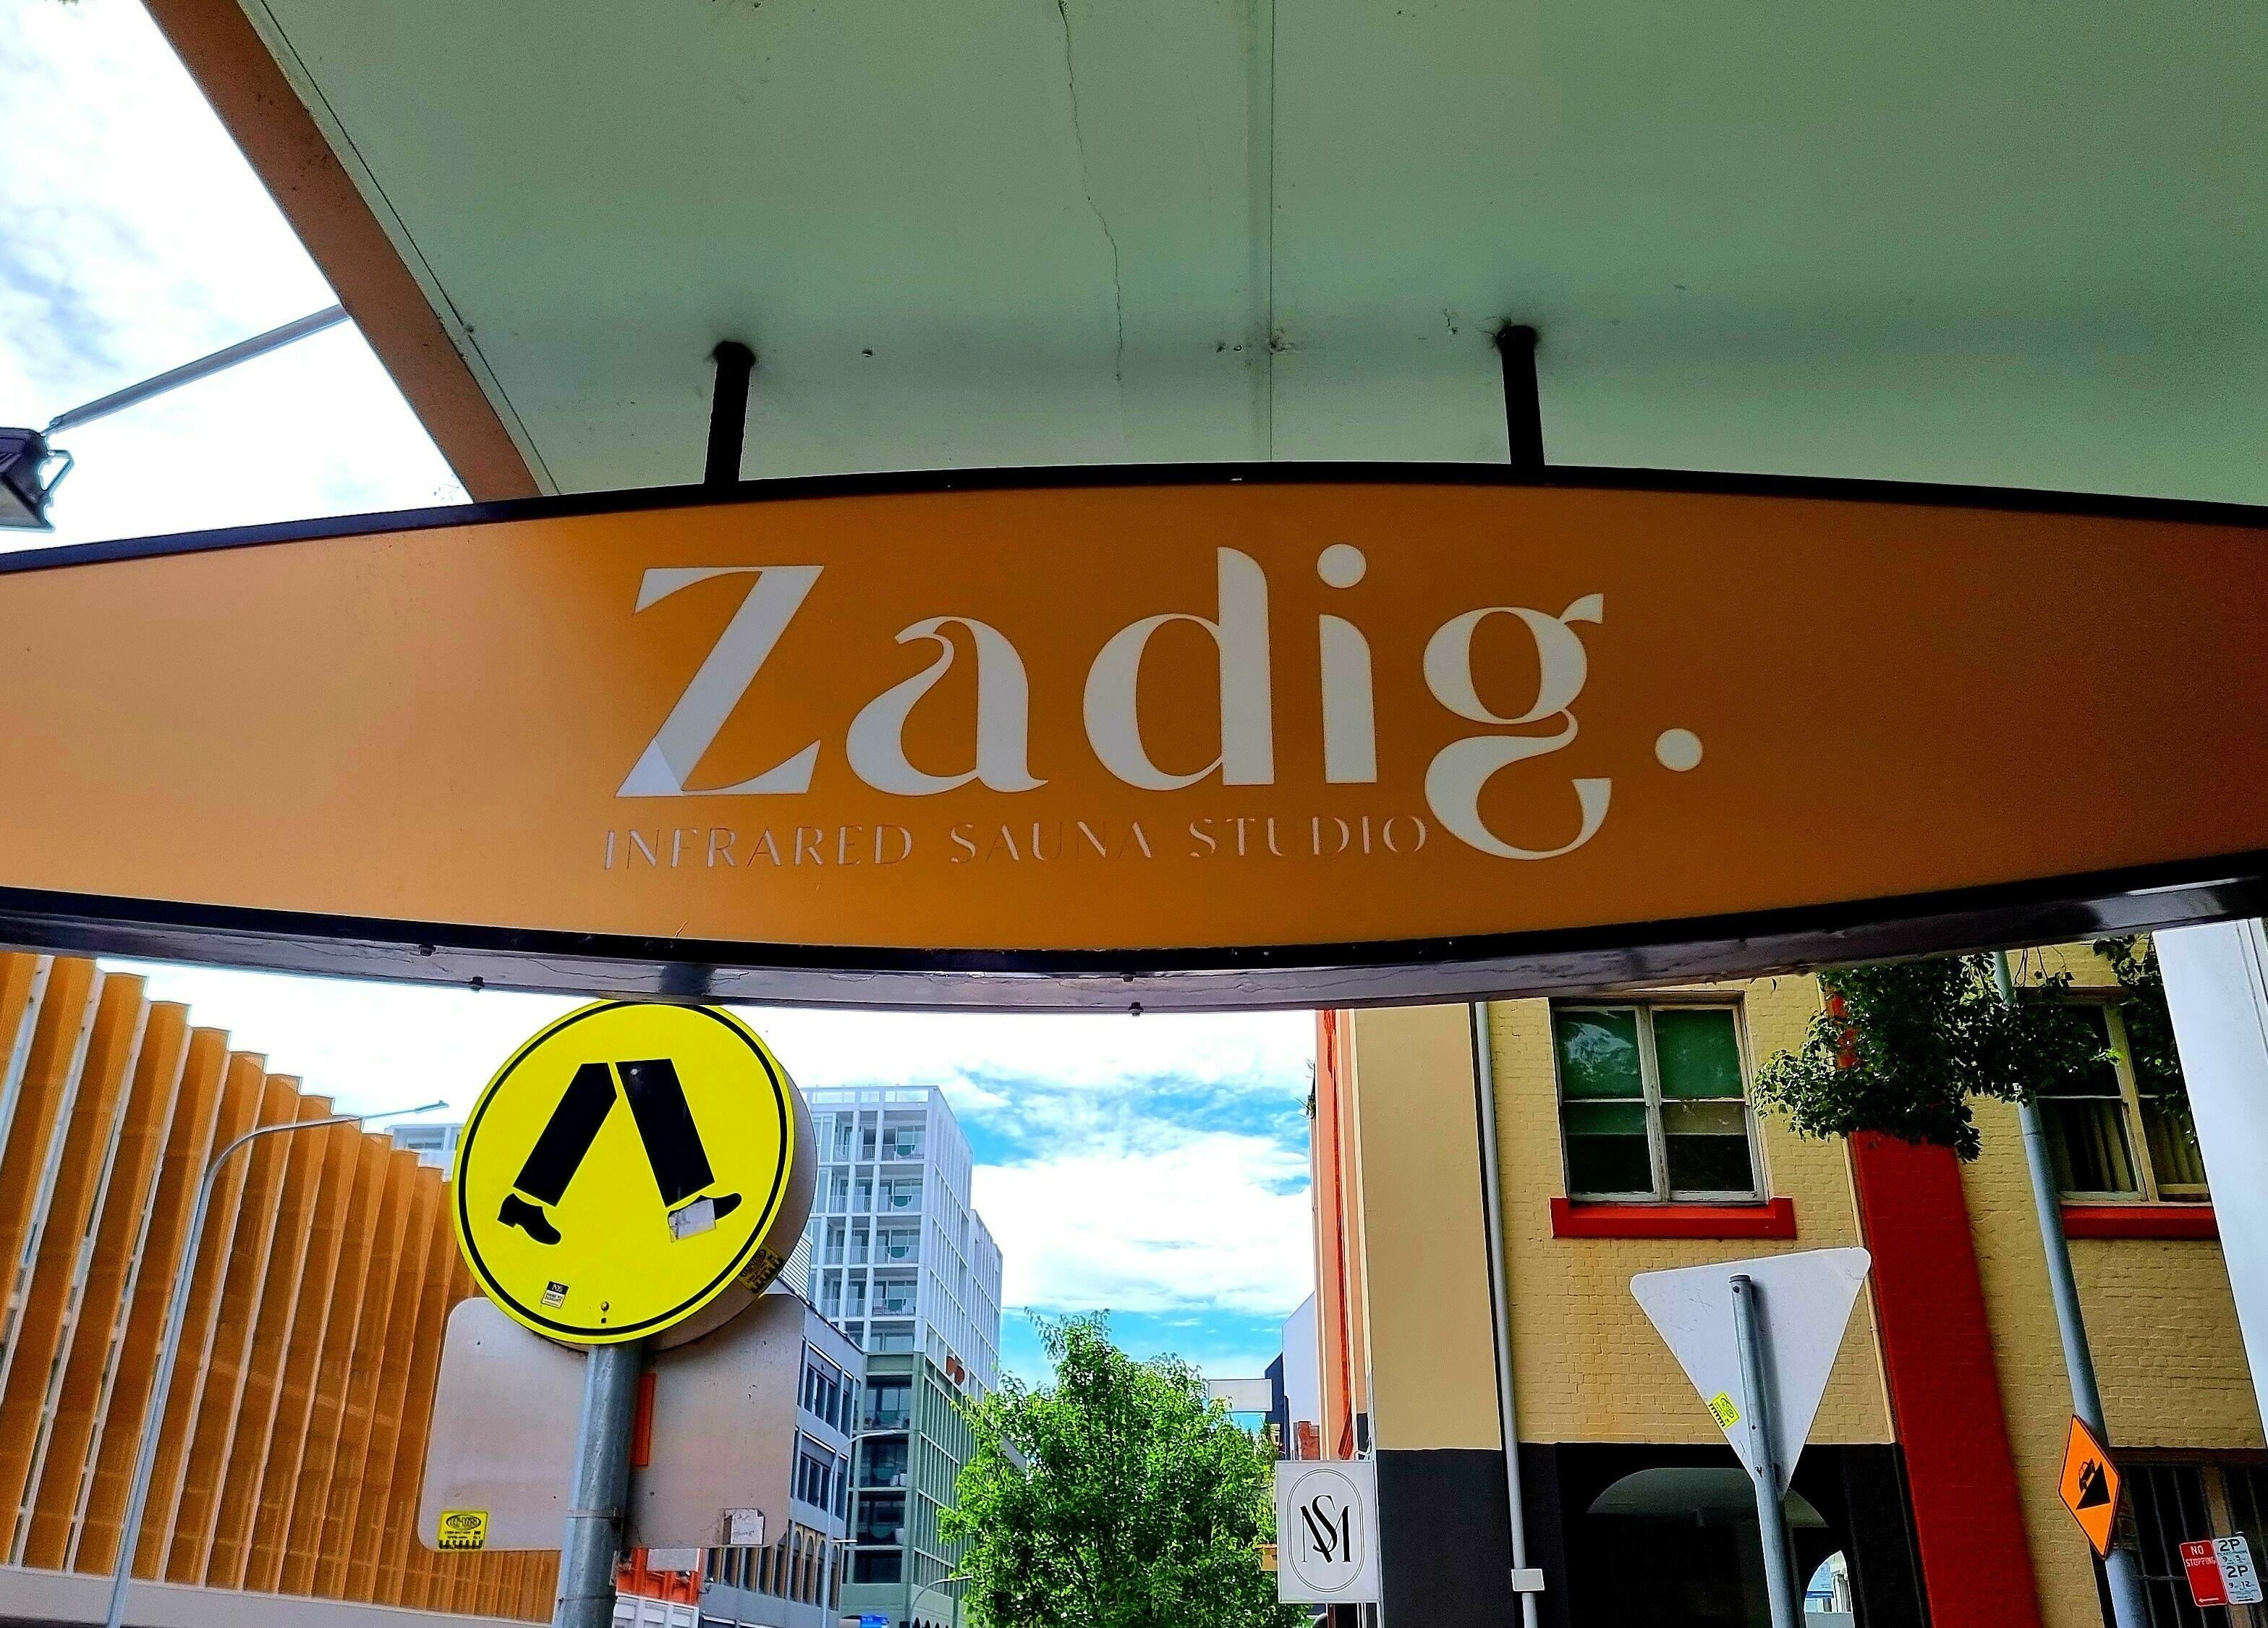 Zadig.
INFRARED SAUNA STUDIO
NO
STOPPING
2P
2P